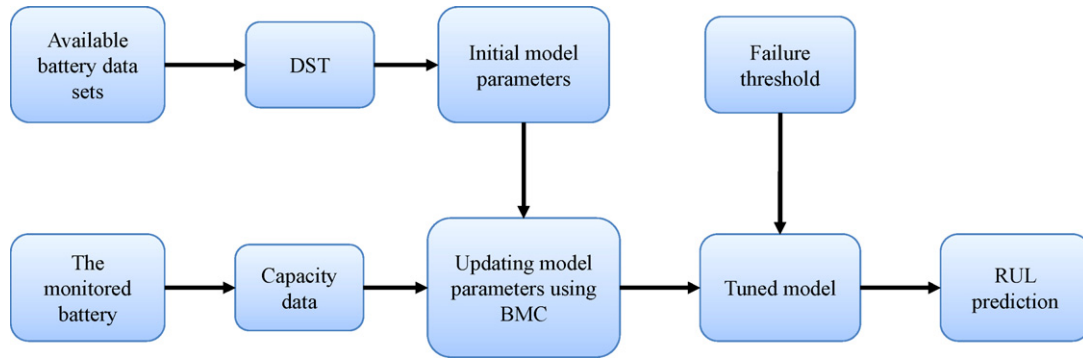 Available
battery data
sets
DST
Initial model
parameters
Failure
threshold
The
monitored
battery
Capacity
data
Updating model
parameters using
BMC
Tuned model
RUL
prediction